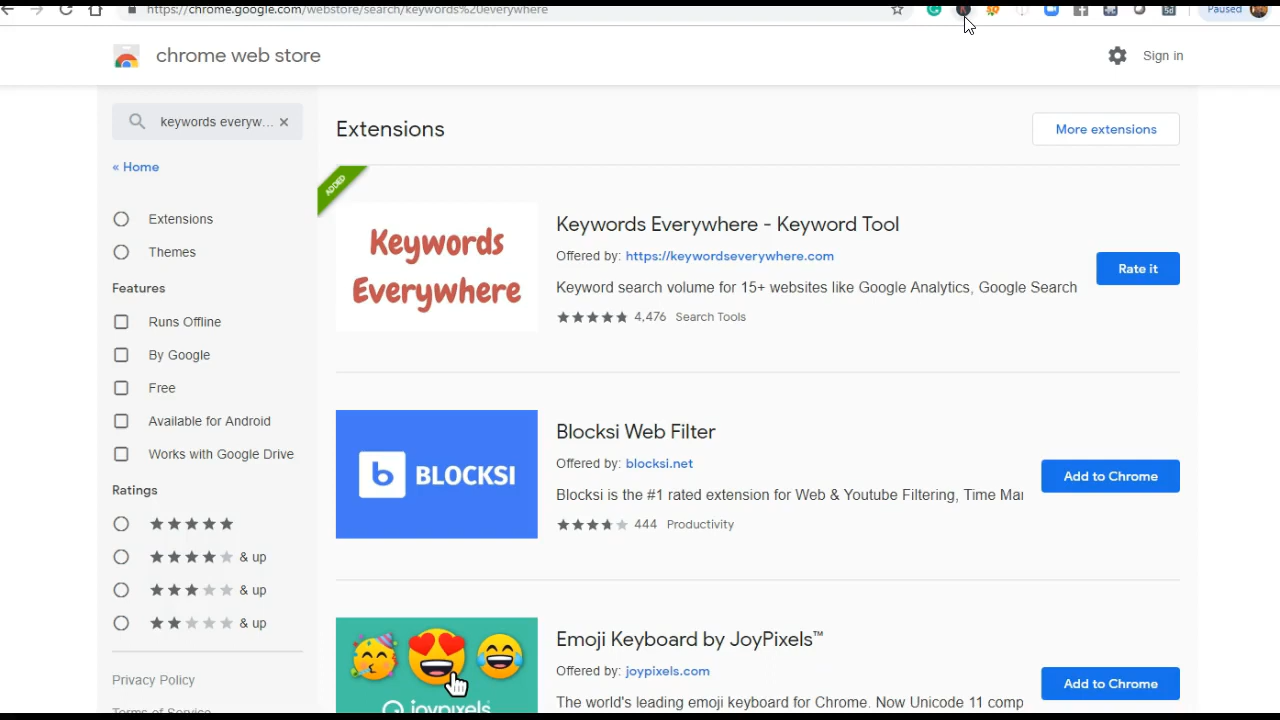 https://chrome.google.com/webstore/search/keywords%20everywhere
Paused
chrome web store
Sign in
keywords everyw...
Extensions
More extensions
« Home
ADDED
Extensions
Themes
Features
Runs Offline
By Google
Free
Available for Android
Works with Google Drive
Ratings
& up
& up
& up
Privacy Policy
Terms of Service
Keywords
Everywhere
Keywords Everywhere - Keyword Tool
Offered by: https://keywordseverywhere.com
Keyword search volume for 15+ websites like Google Analytics, Google Search
4,476 Search Tools
Rate it
b BLOCKSI
Blocksi Web Filter
Offered by: blocksi.net
Blocksi is the #1 rated extension for Web & Youtube Filtering, Time Mar
444 Productivity
Add to Chrome
joypixels
Emoji Keyboard by JoyPixels™
Offered by: joypixels.com
The world's leading emoji keyboard for Chrome. Now Unicode 11 comp
Add to Chrome